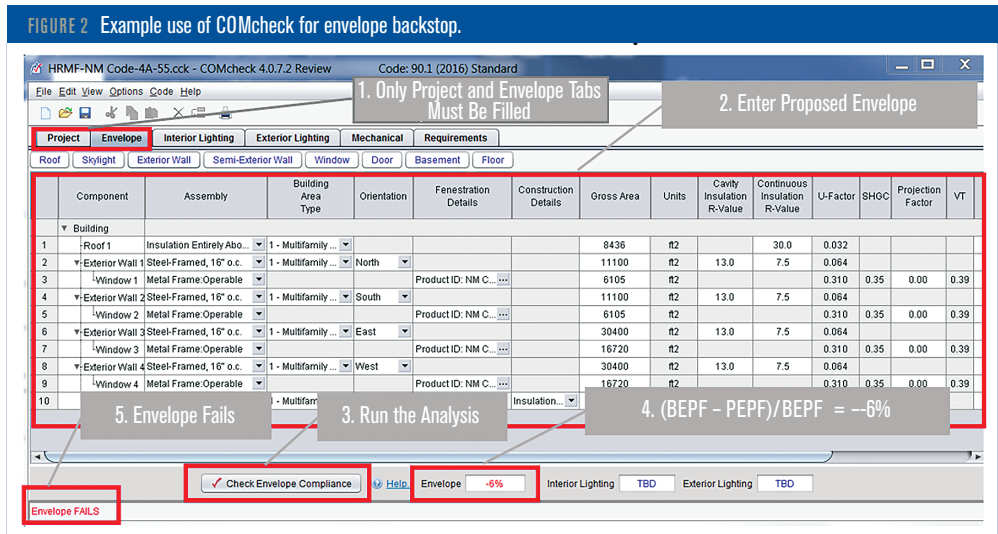 FIGURE 2 Example use of COMcheck for envelope backstop.
HRMF-NM Code-4A-55.cck - COMcheck 4.0.7.2 Review Code: 90.1 (2016) Standard
File Edit View Options Code Help
1. Only Project and Envelope Tabs
Must Be Filled
2. Enter Proposed Envelope
Project Envelope Interior Lighting Exterior Lighting Mechanical Requirements
Roof Skylight Exterior Wall Semi-Exterior Wall Window Door Basement Floor
Component Assembly Building Area Type Orientation Fenestration Details Construction Details Gross Area Units Cavity Insulation R-Value Continuous Insulation R-Value U-Factor SHGC Projection Factor VT
Building
1 Roof 1 Insulation Entirely Abo... 1 - Multifamily ... 8436 ft2 30.0 0.032
2 Exterior Wall 1 Steel-Framed, 16" o.c. 1 - Multifamily ... North 11100 ft2 13.0 7.5 0.064
3 Window 1 Metal Frame:Operable Product ID: NM C... ... 6105 ft2 0.310 0.35 0.00 0.39
4 Exterior Wall 2 Steel-Framed, 16" o.c. 1 - Multifamily ... South 11100 ft2 13.0 7.5 0.064
5 Window 2 Metal Frame:Operable Product ID: NM C... ... 6105 ft2 0.310 0.35 0.00 0.39
6 Exterior Wall 3 Steel-Framed, 16" o.c. 1 - Multifamily ... East 30400 ft2 13.0 7.5 0.064
7 Window 3 Metal Frame:Operable Product ID: NM C... ... 16720 ft2 0.310 0.35 0.00 0.39
8 Exterior Wall 4 Steel-Framed, 16" o.c. 1 - Multifamily ... West 30400 ft2 13.0 7.5 0.064
9 Window 4 Metal Frame:Operable Product ID: NM C... ... 16720 ft2 0.310 0.35 0.00 0.39
10 1 - Multifam Insulation...
5. Envelope Fails
3. Run the Analysis
4. (BEPF – PEPF)/BEPF = –-6%
Check Envelope Compliance Help Envelope -6% Interior Lighting TBD Exterior Lighting TBD
Envelope FAILS